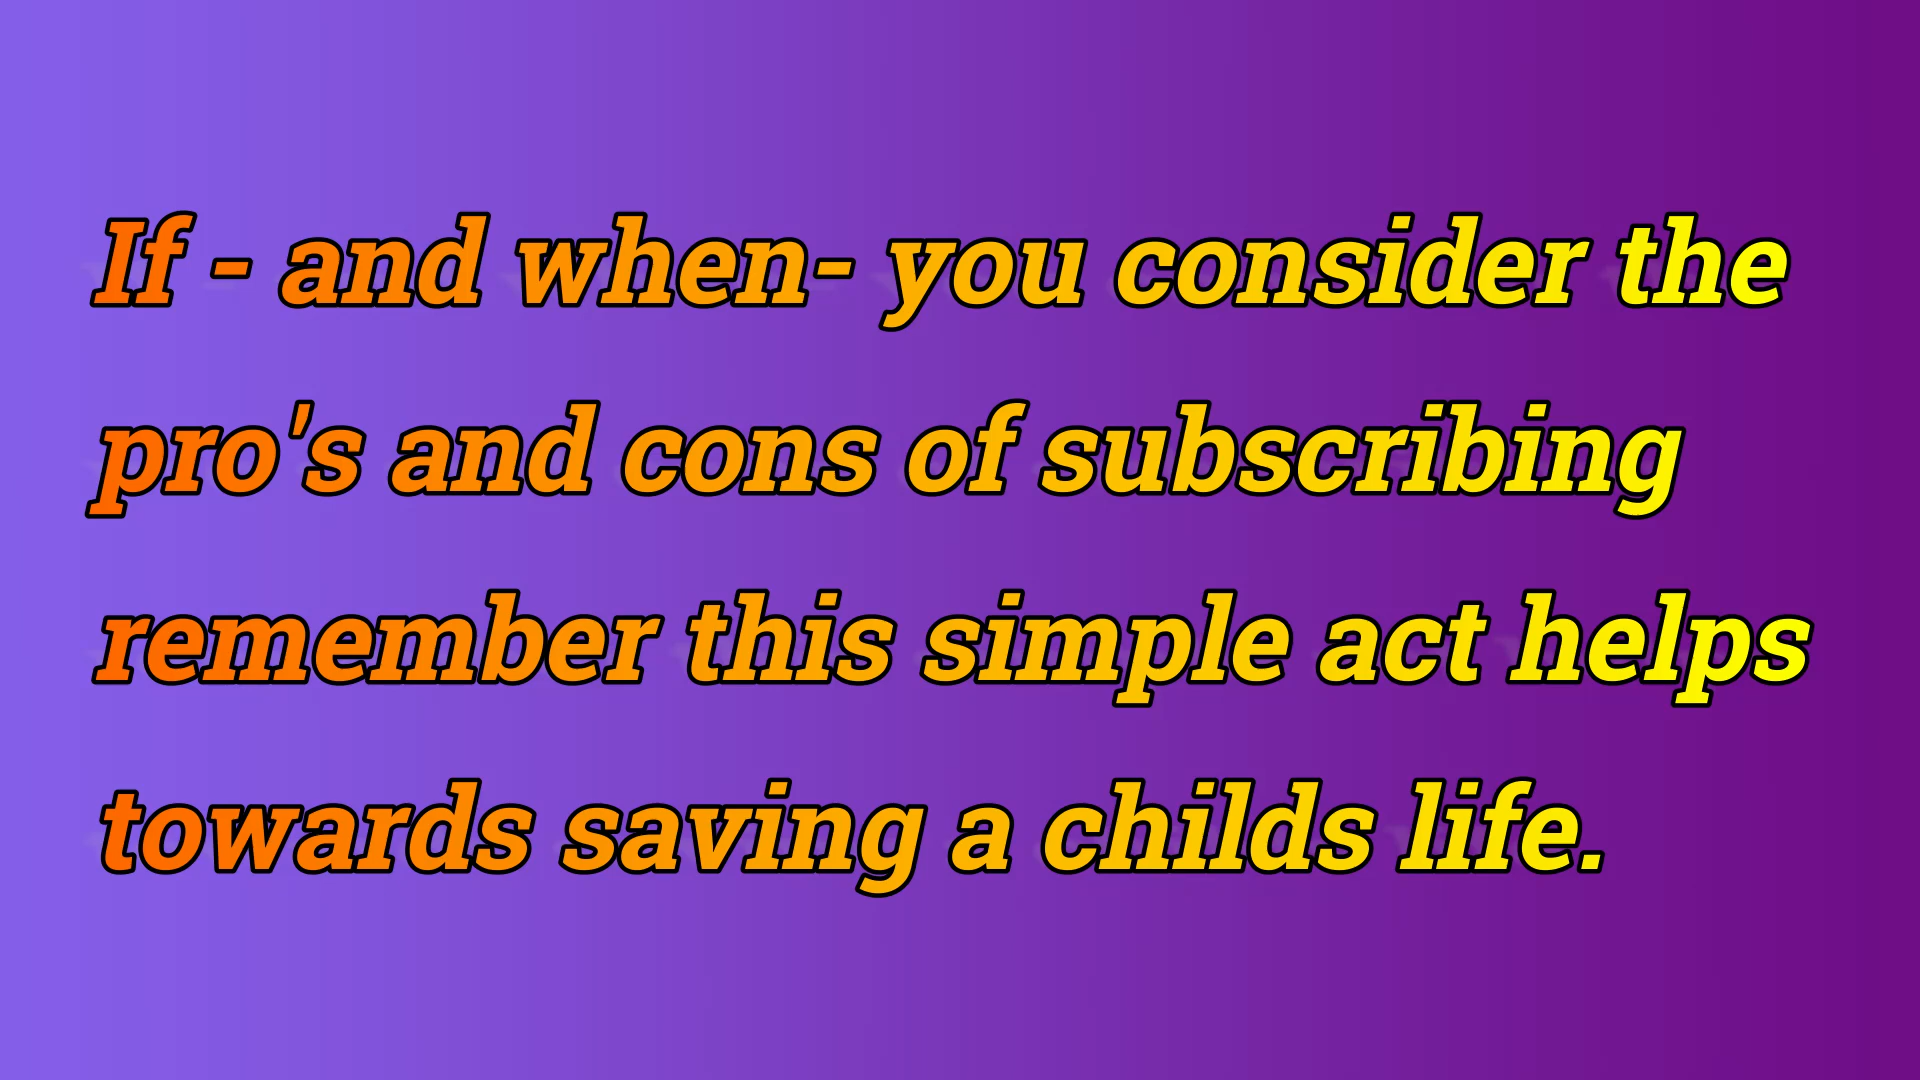 If - and when- you consider the
pro's and cons of subscribing
remember this simple act helps
towards saving a childs life.